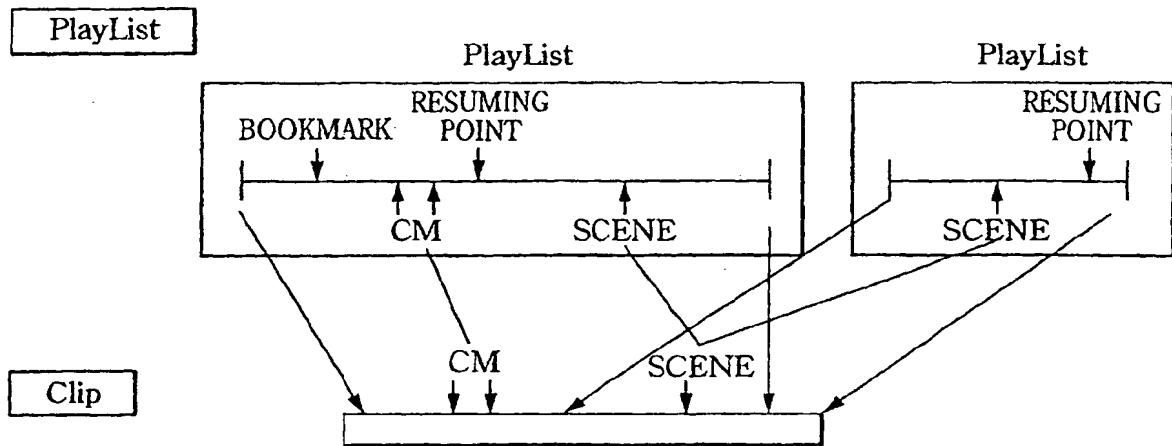 PlayList
PlayList
PlayList
RESUMING
POINT
BOOKMARK
RESUMING
POINT
CM
SCENE
SCENE
CM
SCENE
Clip